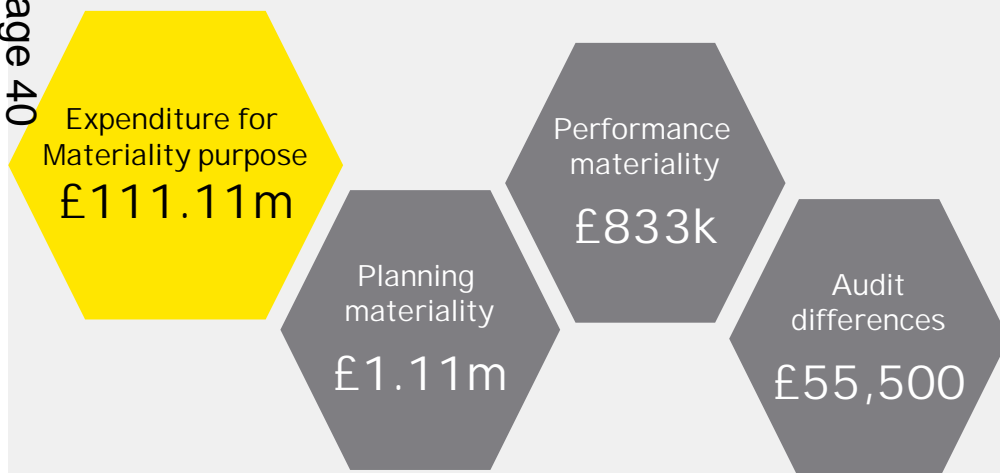 age 40
Expenditure for
Materiality purpose
£111.11m
Planning
materiality
£1.11m
Performance
materiality
£833k
Audit
differences
£55,500